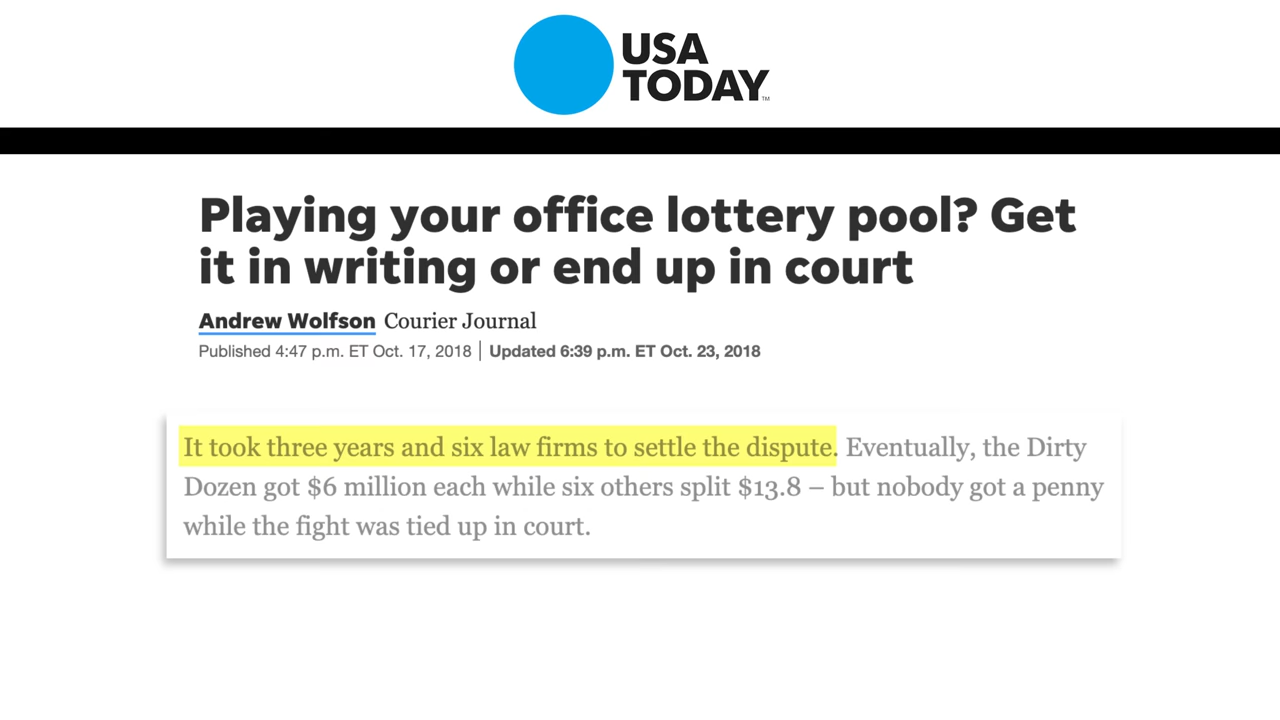 USA
TODAY™
Playing your office lottery pool? Get
it in writing or end up in court
Andrew Wolfson Courier Journal
Published 4:47 p.m. ET Oct. 17, 2018 | Updated 6:39 p.m. ET Oct. 23, 2018
It took three years and six law firms to settle the dispute. Eventually, the Dirty
Dozen got $6 million each while six others split $13.8 – but nobody got a penny
while the fight was tied up in court.